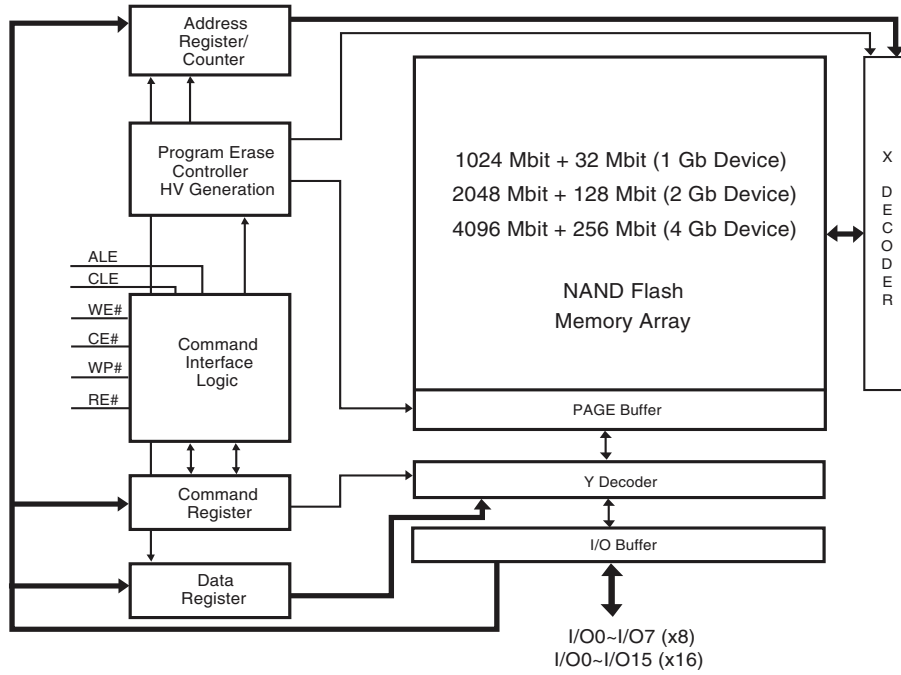 Address
Register/
Counter
Program Erase
Controller
HV Generation
ALE
CLE
WE#
CE#
WP#
RE#
Command
Interface
Logic
Command
Register
Data
Register
1024 Mbit + 32 Mbit (1 Gb Device)
2048 Mbit + 128 Mbit (2 Gb Device)
4096 Mbit + 256 Mbit (4 Gb Device)
NAND Flash
Memory Array
PAGE Buffer
Y Decoder
I/O Buffer
I/O0~I/O7 (x8)
I/O0~I/O15 (x16)
X
D
E
C
O
D
E
R